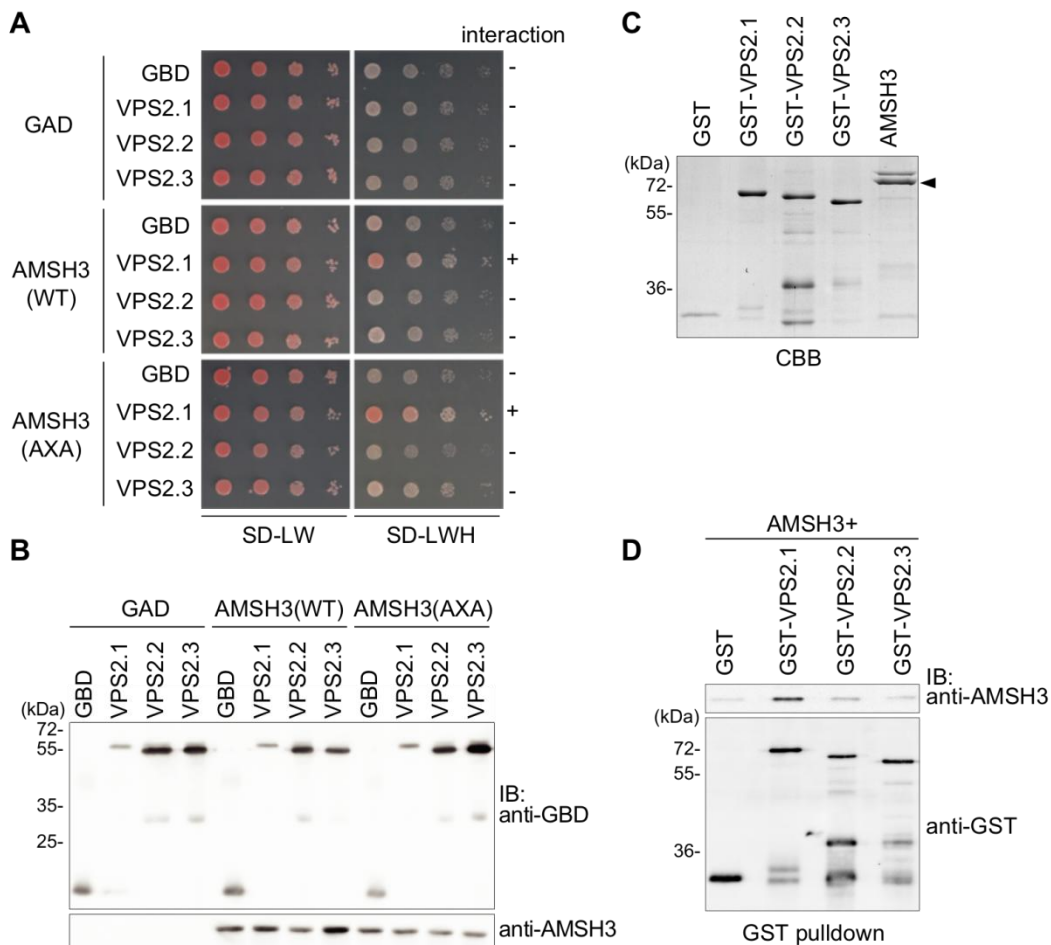 A
interaction
GAD
GBD -
VPS2.1 -
VPS2.2 -
VPS2.3 -
AMSH3
(WT)
GBD -
VPS2.1 +
VPS2.2 -
VPS2.3 -
AMSH3
(AXA)
GBD -
VPS2.1 +
VPS2.2 -
VPS2.3 -
SD-LW SD-LWH
B
GAD AMSH3(WT) AMSH3(AXA)
GBD VPS2.1 VPS2.2 VPS2.3 GBD VPS2.1 VPS2.2 VPS2.3 GBD VPS2.1 VPS2.2 VPS2.3
(kDa)
72-
55-
35-
25-
IB:
anti-GBD
anti-AMSH3
C
GST GST-VPS2.1 GST-VPS2.2 GST-VPS2.3 AMSH3
(kDa)
72-
55-
36-
CBB
D
AMSH3+
GST GST-VPS2.1 GST-VPS2.2 GST-VPS2.3
IB:
anti-AMSH3
(kDa)
72-
55-
36-
anti-GST
GST pulldown